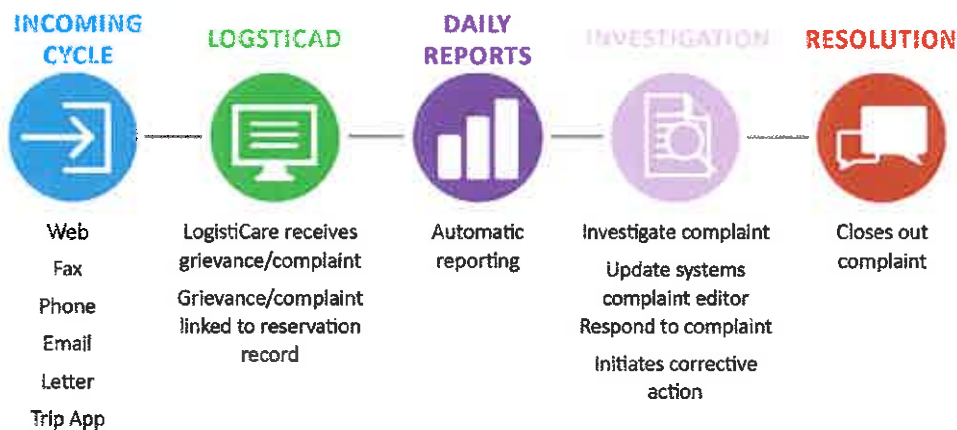 INCOMING
CYCLE
LOGSTICAD
DAILY
REPORTS
INVESTIGATION
RESOLUTION
Web
Fax
Phone
Email
Letter
Trip App
LogistiCare receives
grievance/complaint
Grievance/complaint
linked to reservation
record
Automatic
reporting
Investigate complaint
Update systems
complaint editor
Respond to complaint
Initiates corrective
action
Closes out
complaint